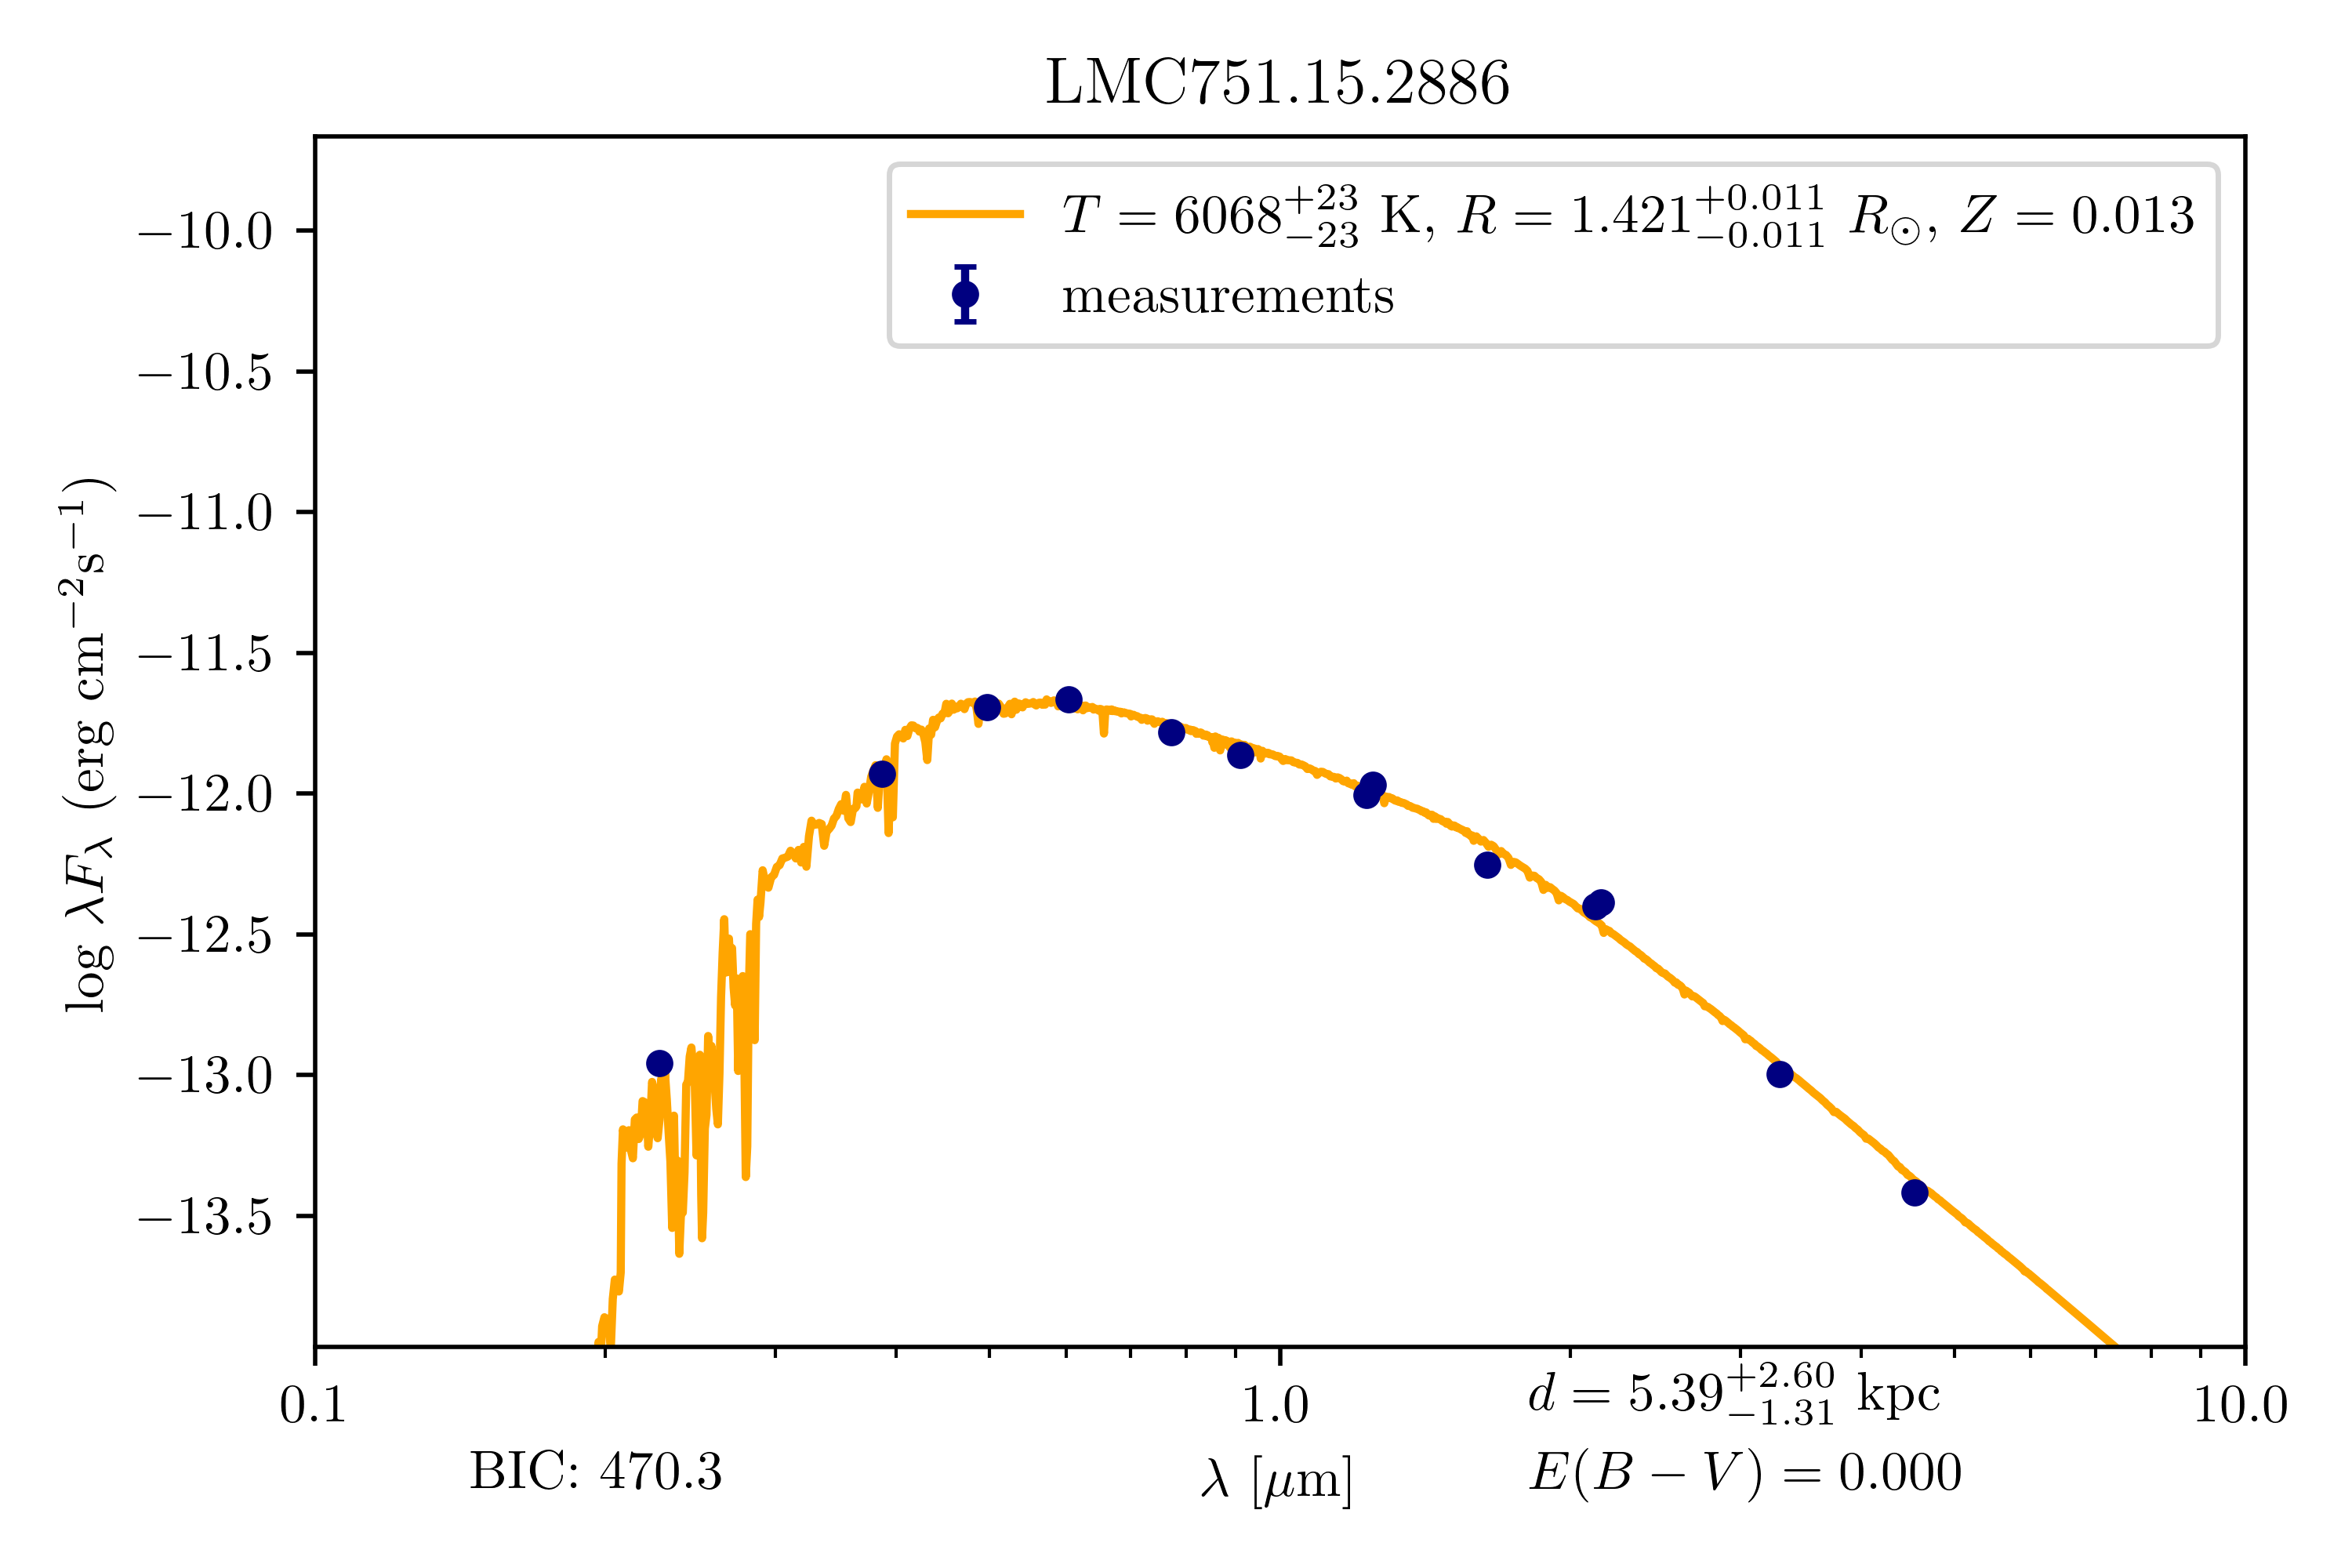 LMC751.15.2886
T = 6068⁺²³₋₂₃ K, R = 1.421⁺⁰·⁰¹¹₋₀.₀₁₁ R⊙, Z = 0.013
measurements
log λF_λ (erg cm⁻²s⁻¹)
−10.0
−10.5
−11.0
−11.5
−12.0
−12.5
−13.0
−13.5
0.1
1.0
10.0
d = 5.39⁺²·⁶⁰₋₁.₃₁ kpc
BIC: 470.3
λ [μm]
E(B − V) = 0.000